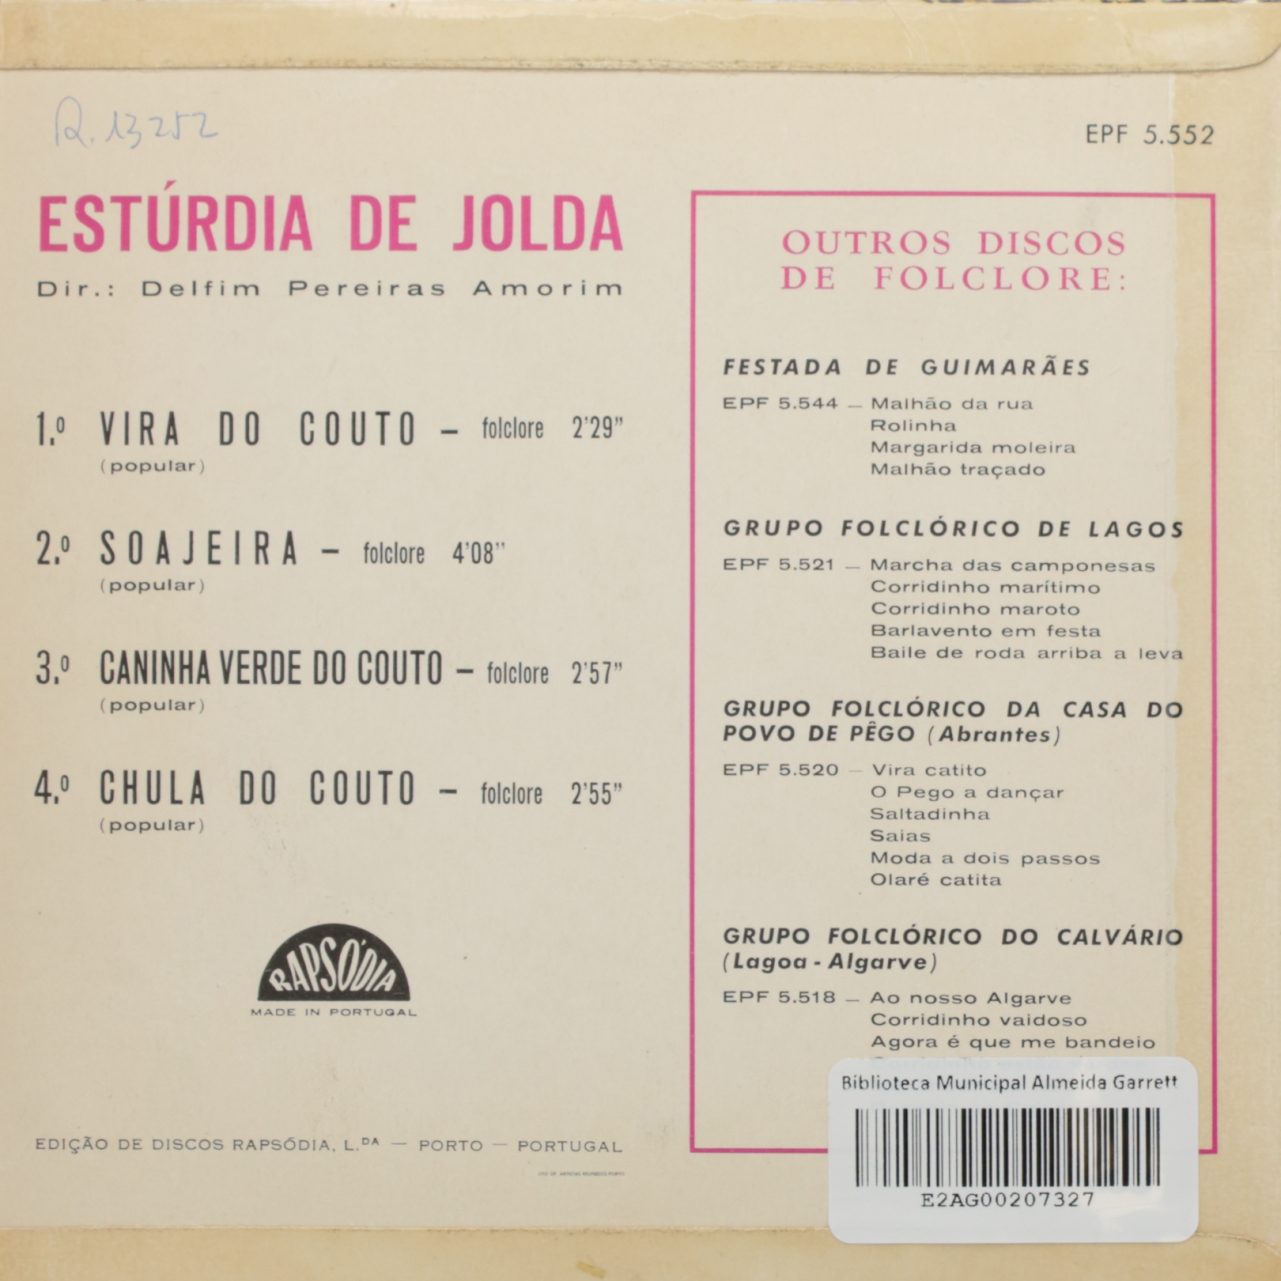 R. 13252
EPF 5.552
ESTÚRDIA DE JOLDA
Dir.: Delfim Pereiras Amorim
1.º VIRA DO COUTO — folclore 2'29"
(popular)
2.º SOAJEIRA — folclore 4'08"
(popular)
3.º CANINHA VERDE DO COUTO — folclore 2'57"
(popular)
4.º CHULA DO COUTO — folclore 2'55"
(popular)
RAPSÓDIA
MADE IN PORTUGAL
EDIÇÃO DE DISCOS RAPSÓDIA, L.DA — PORTO — PORTUGAL
OUTROS DISCOS
DE FOLCLORE:
FESTADA DE GUIMARÃES
EPF 5.544 — Malhão da rua
Rolinha
Margarida moleira
Malhão traçado
GRUPO FOLCLÓRICO DE LAGOS
EPF 5.521 — Marcha das camponesas
Corridinho marítimo
Corridinho maroto
Barlavento em festa
Baile de roda arriba a leva
GRUPO FOLCLÓRICO DA CASA DO
POVO DE PÊGO (Abrantes)
EPF 5.520 — Vira catito
O Pego a dançar
Saltadinha
Saias
Moda a dois passos
Olaré catita
GRUPO FOLCLÓRICO DO CALVÁRIO
(Lagoa - Algarve)
EPF 5.518 — Ao nosso Algarve
Corridinho vaidoso
Agora é que me bandeio
Biblioteca Municipal Almeida Garrett
E2AG00207327